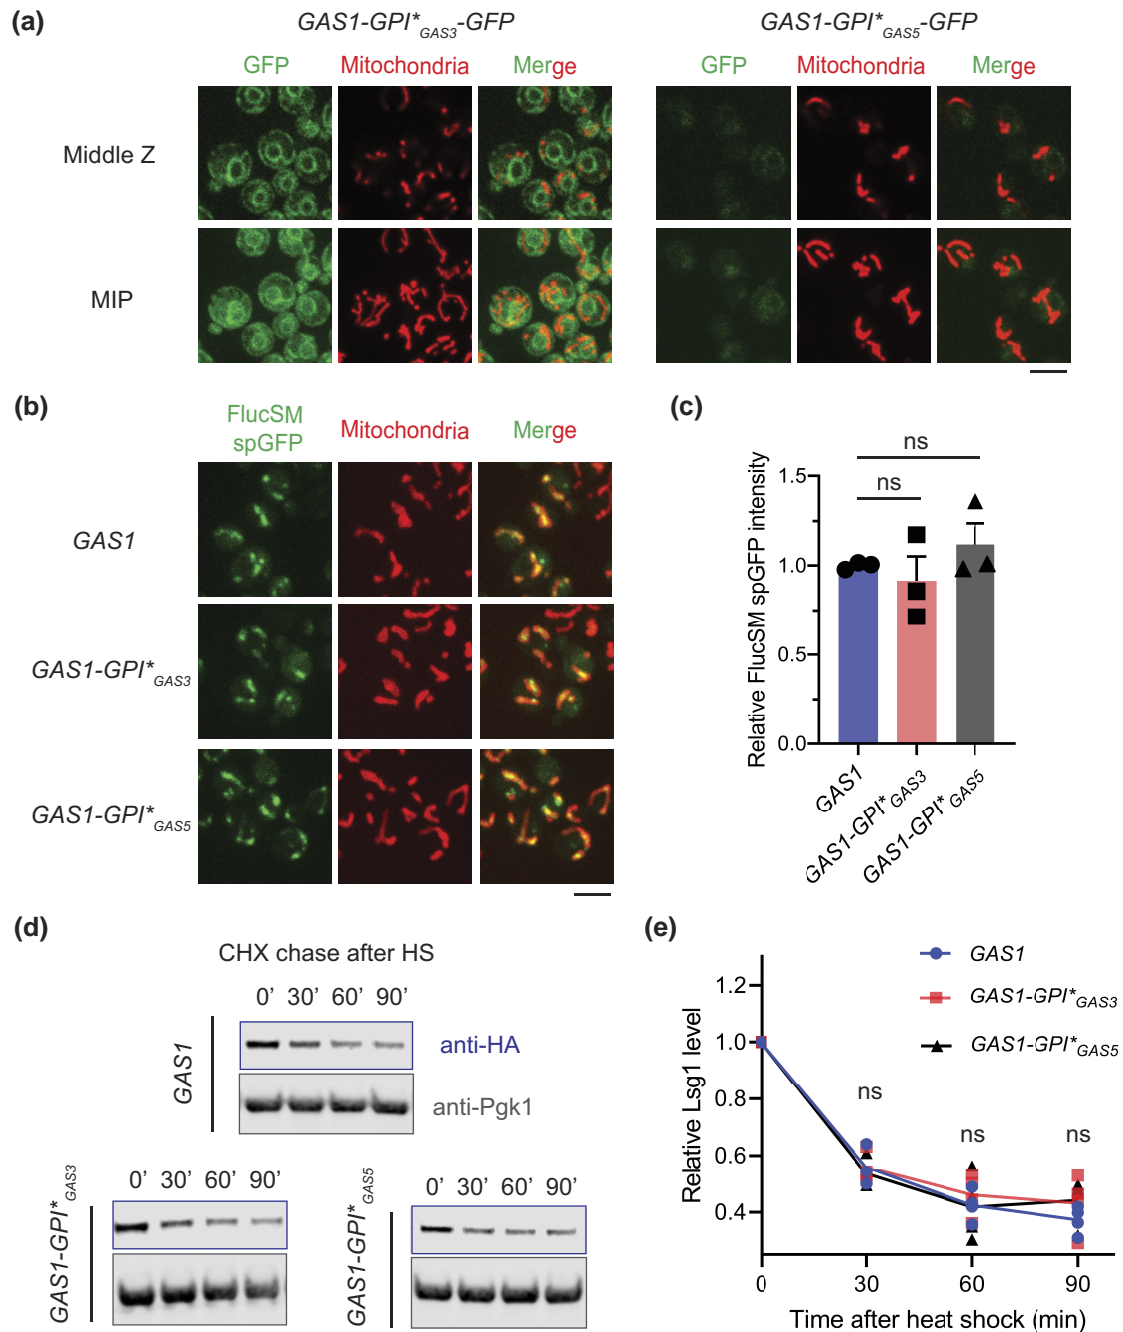 (a)
GAS1-GPI*GAS3-GFP
GAS1-GPI*GAS5-GFP
GFP Mitochondria Merge
GFP Mitochondria Merge
Middle Z
MIP
(b)
FlucSM
spGFP
Mitochondria
Merge
GAS1
GAS1-GPI*GAS3
GAS1-GPI*GAS5
(c)
Relative FlucSM spGFP intensity
1.5
1.0
0.5
0.0
ns
ns
GAS1
GAS1-GPI*GAS3
GAS1-GPI*GAS5
(d)
CHX chase after HS
0’ 30’ 60’ 90’
GAS1
anti-HA
anti-Pgk1
GAS1-GPI*GAS3
0’ 30’ 60’ 90’
GAS1-GPI*GAS5
0’ 30’ 60’ 90’
(e)
GAS1
GAS1-GPI*GAS3
GAS1-GPI*GAS5
Relative Lsg1 level
1.2
1.0
0.8
0.6
0.4
ns
ns
ns
0 30 60 90
Time after heat shock (min)